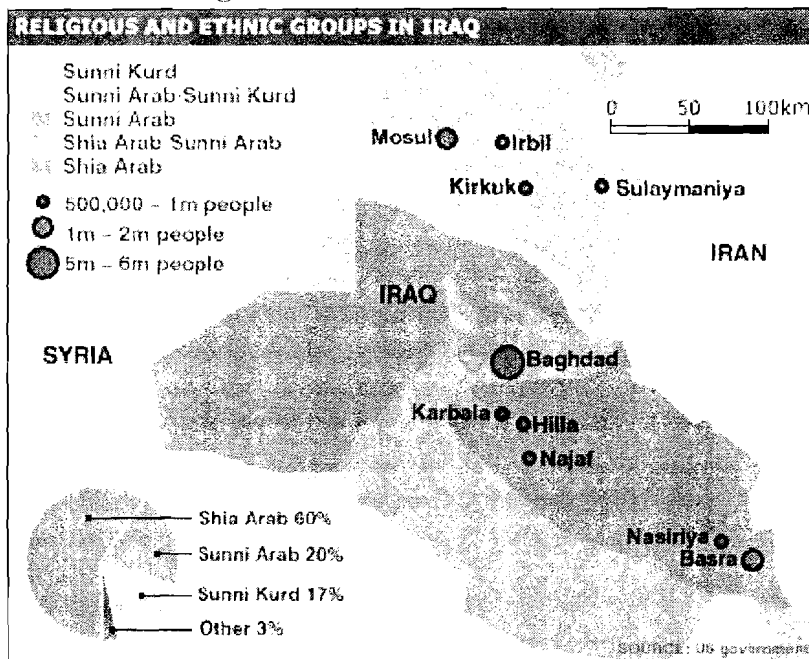 RELIGIOUS AND ETHNIC GROUPS IN IRAQ
Sunni Kurd
Sunni Arab-Sunni Kurd
Sunni Arab
Shia Arab-Sunni Arab
Shia Arab
500,000 – 1m people
1m – 2m people
5m – 6m people
0 50 100km
Mosul
Irbil
Kirkuk
Sulaymaniya
IRAN
IRAQ
SYRIA
Baghdad
Karbala
Hilla
Najaf
Nasiriya
Basra
Shia Arab 60%
Sunni Arab 20%
Sunni Kurd 17%
Other 3%
SOURCE: US government